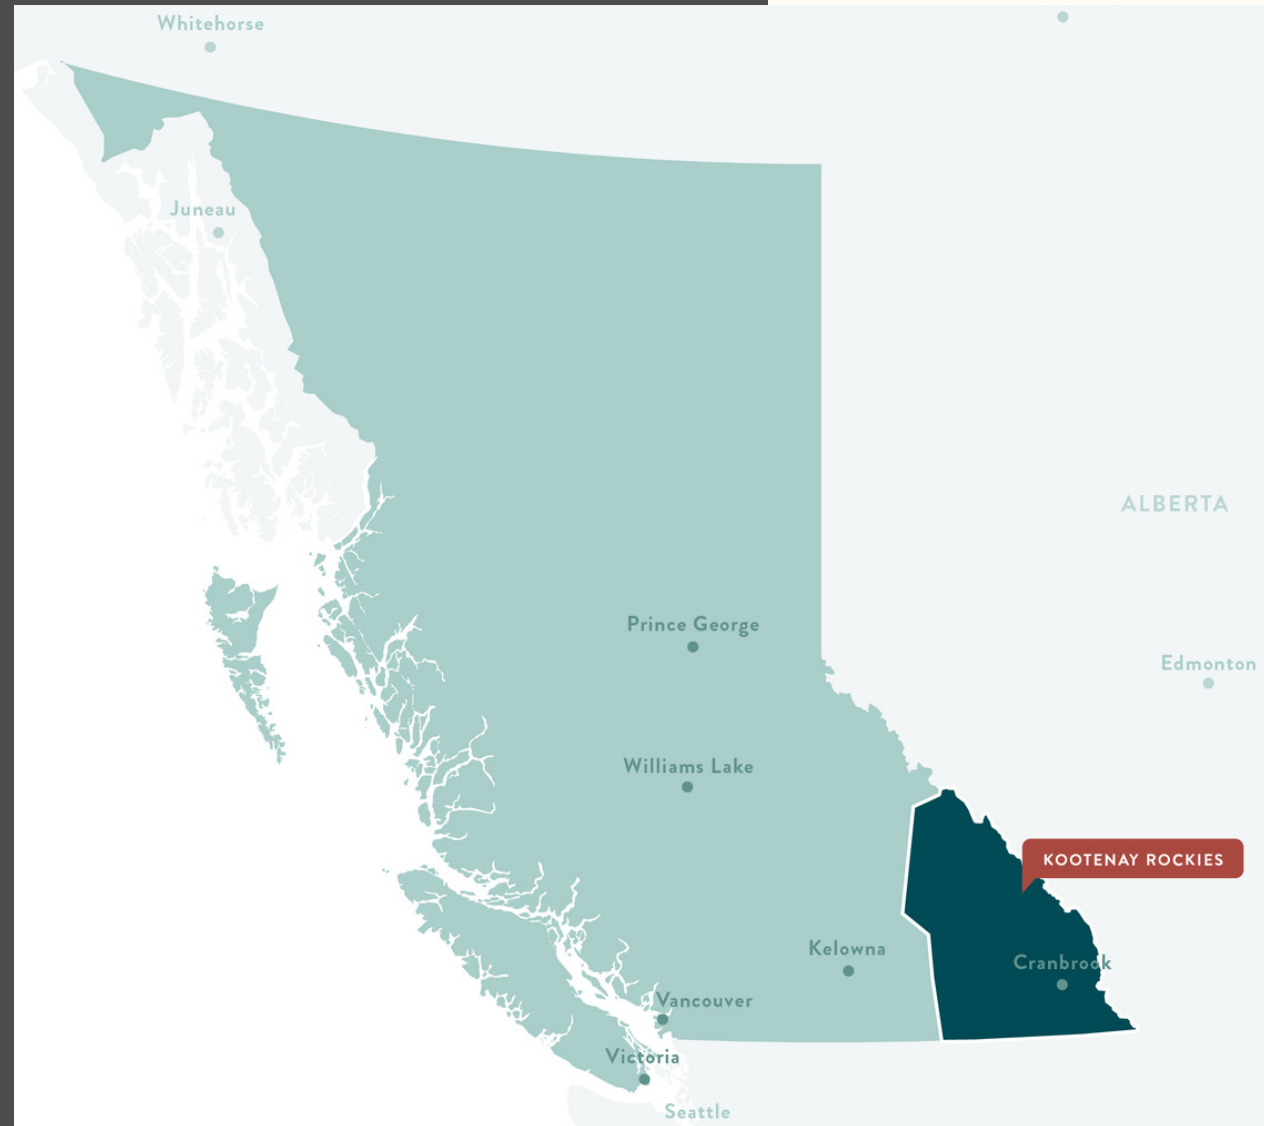 Whitehorse
Juneau
ALBERTA
Prince George
Edmonton
Williams Lake
KOOTENAY ROCKIES
Kelowna
Cranbrook
Vancouver
Victoria
Seattle